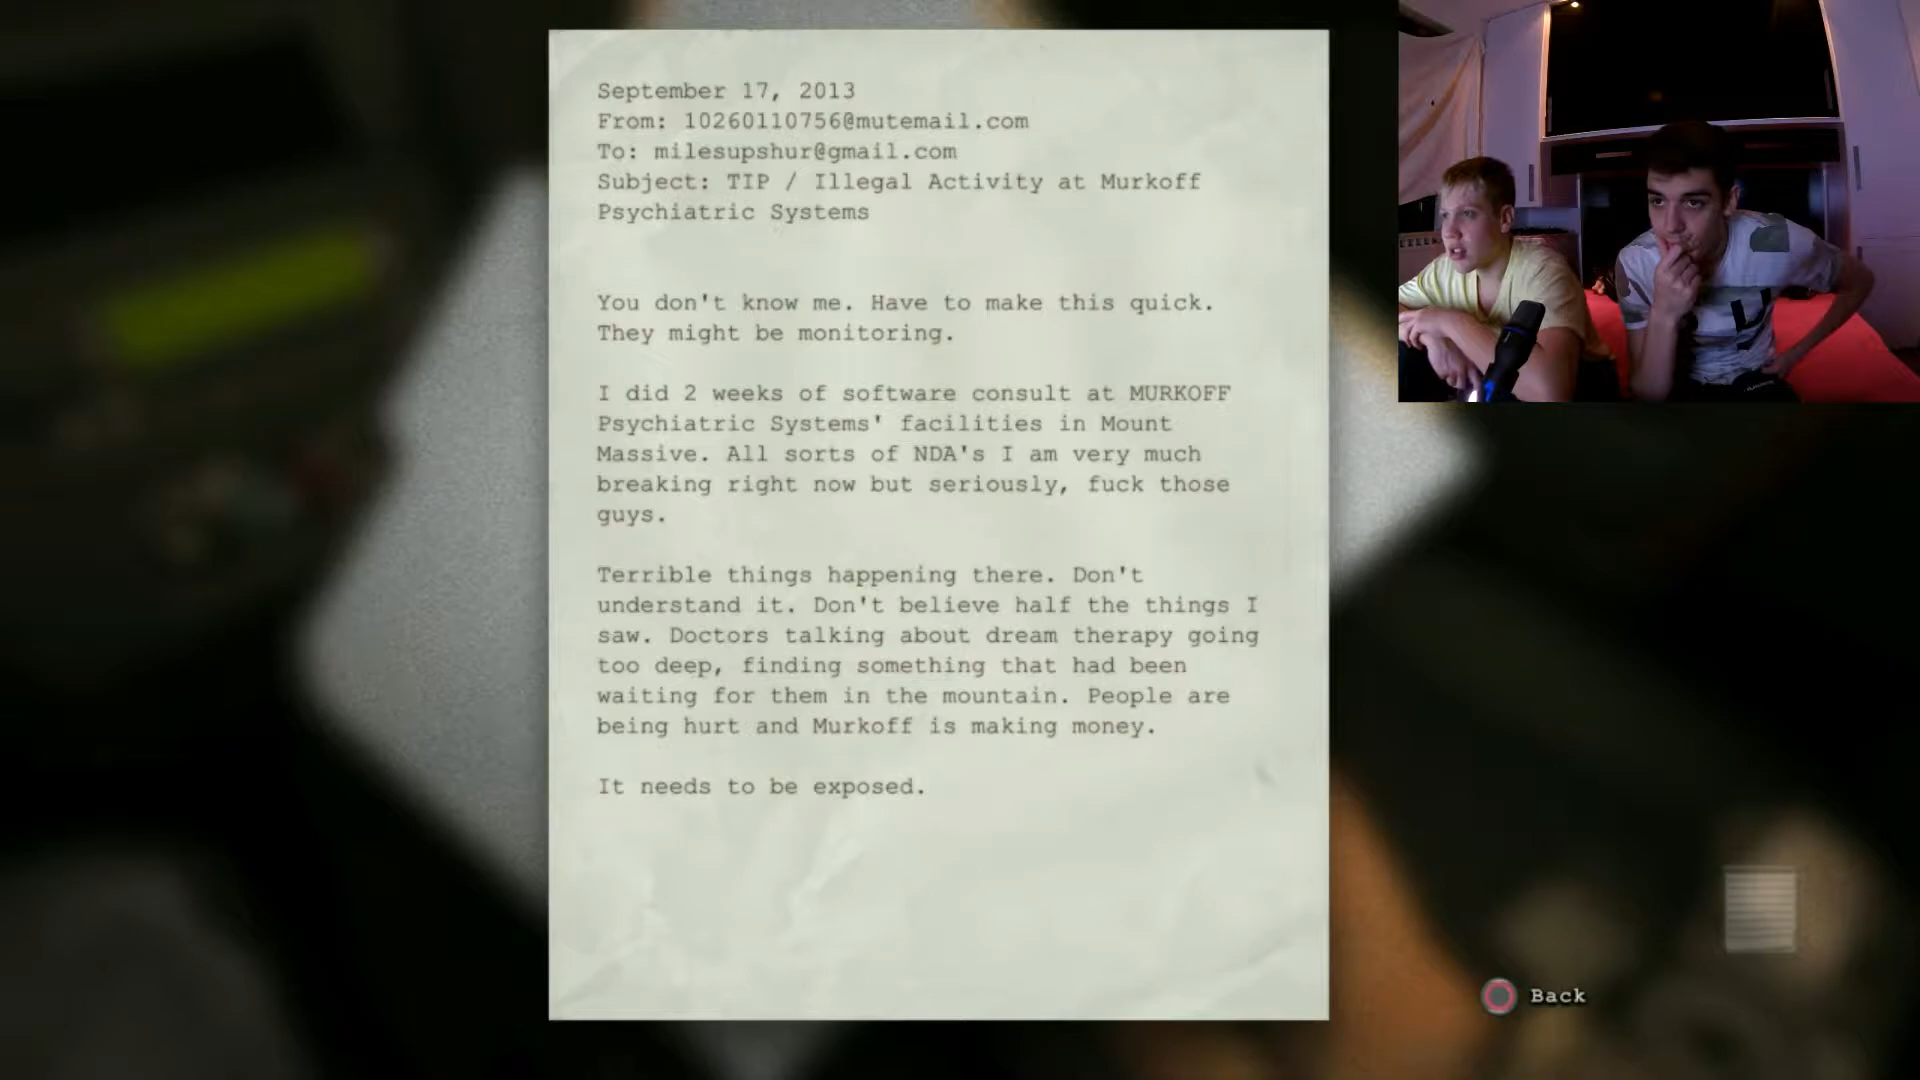 September 17, 2013
From: 10260110756@mutemail.com
To: milesupshur@gmail.com
Subject: TIP / Illegal Activity at Murkoff
Psychiatric Systems
You don't know me. Have to make this quick.
They might be monitoring.
I did 2 weeks of software consult at MURKOFF
Psychiatric Systems' facilities in Mount
Massive. All sorts of NDA's I am very much
breaking right now but seriously, fuck those
guys.
Terrible things happening there. Don't
understand it. Don't believe half the things I
saw. Doctors talking about dream therapy going
too deep, finding something that had been
waiting for them in the mountain. People are
being hurt and Murkoff is making money.
It needs to be exposed.
Back